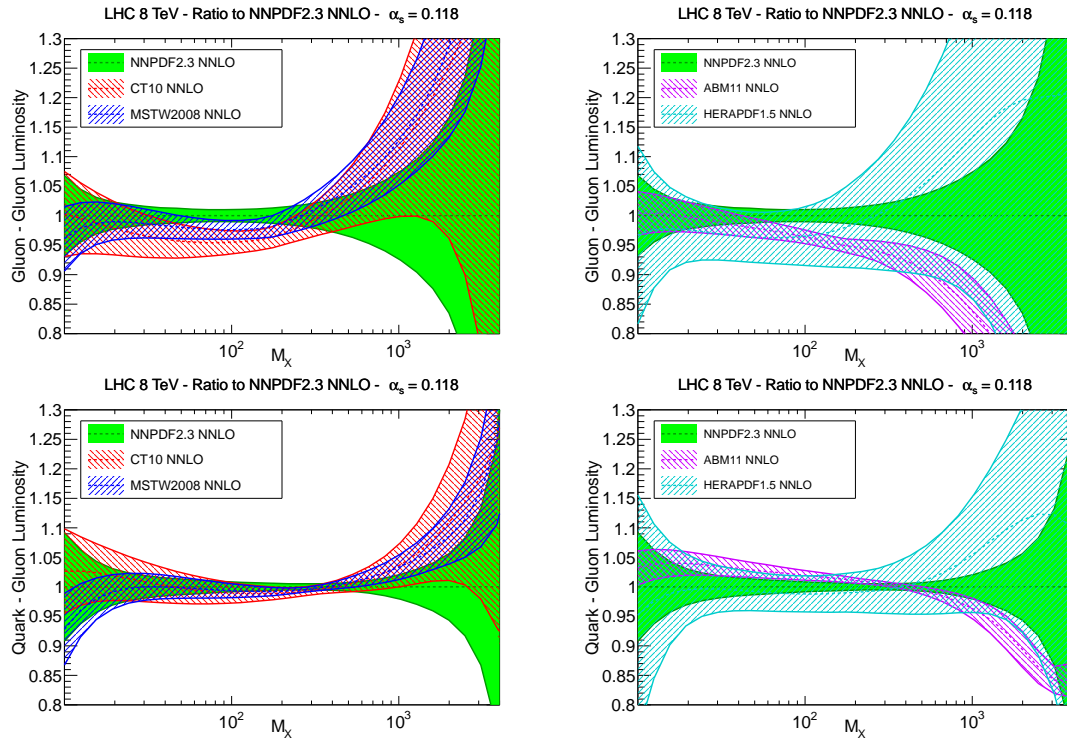 LHC 8 TeV - Ratio to NNPDF2.3 NNLO - αs = 0.118
1.3
1.25
1.2
1.15
1.1
1.05
1
0.95
0.9
0.85
0.8
Gluon - Gluon Luminosity
NNPDF2.3 NNLO
CT10 NNLO
MSTW2008 NNLO
10²
10³
M_X
LHC 8 TeV - Ratio to NNPDF2.3 NNLO - αs = 0.118
1.3
1.25
1.2
1.15
1.1
1.05
1
0.95
0.9
0.85
0.8
Gluon - Gluon Luminosity
NNPDF2.3 NNLO
ABM11 NNLO
HERAPDF1.5 NNLO
10²
10³
M_X
LHC 8 TeV - Ratio to NNPDF2.3 NNLO - αs = 0.118
1.3
1.25
1.2
1.15
1.1
1.05
1
0.95
0.9
0.85
0.8
Quark - Gluon Luminosity
NNPDF2.3 NNLO
CT10 NNLO
MSTW2008 NNLO
10²
10³
M_X
LHC 8 TeV - Ratio to NNPDF2.3 NNLO - αs = 0.118
1.3
1.25
1.2
1.15
1.1
1.05
1
0.95
0.9
0.85
0.8
Quark - Gluon Luminosity
NNPDF2.3 NNLO
ABM11 NNLO
HERAPDF1.5 NNLO
10²
10³
M_X